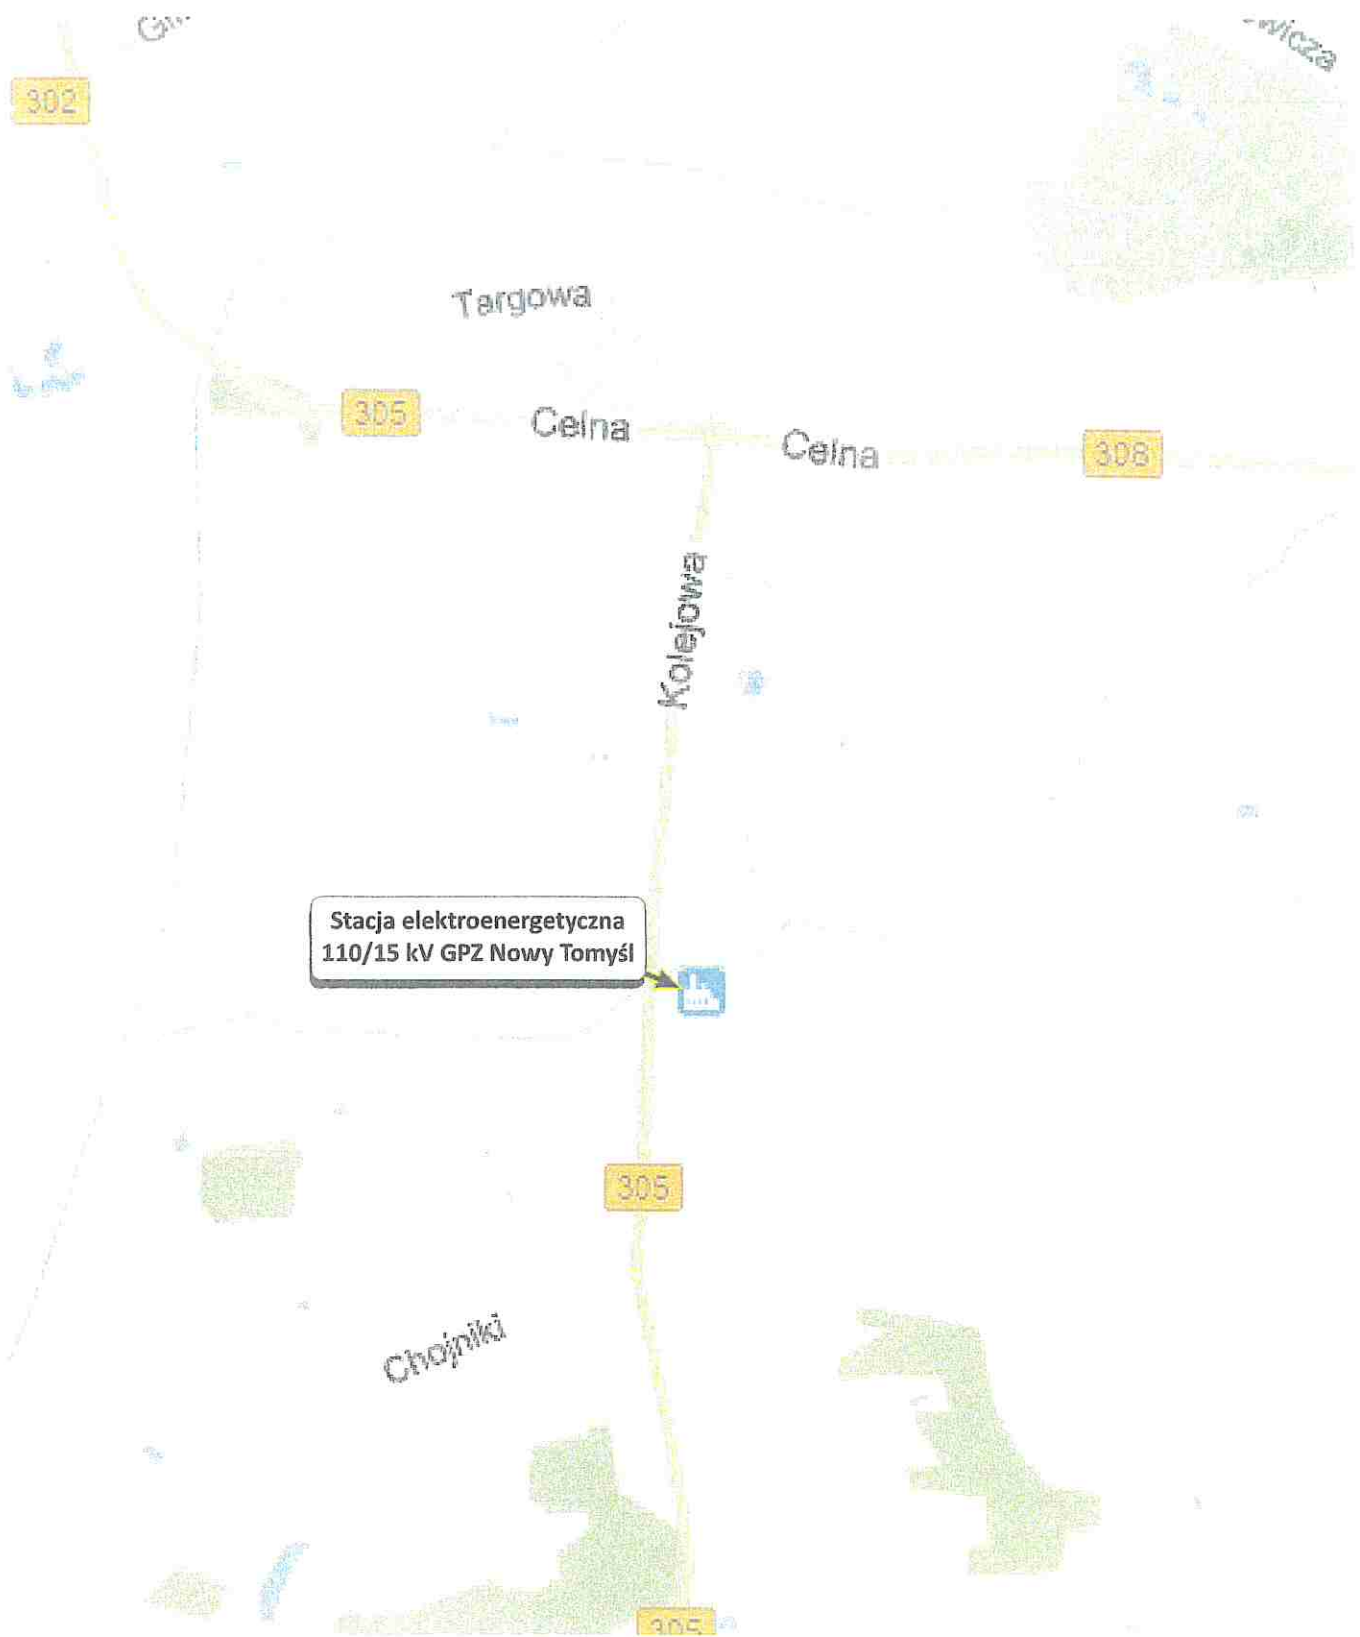 302
Targowa
305
Celna
Celna
308
Kolejowa
Stacja elektroenergetyczna
110/15 kV GPZ Nowy Tomyśl
305
Chojniki
305